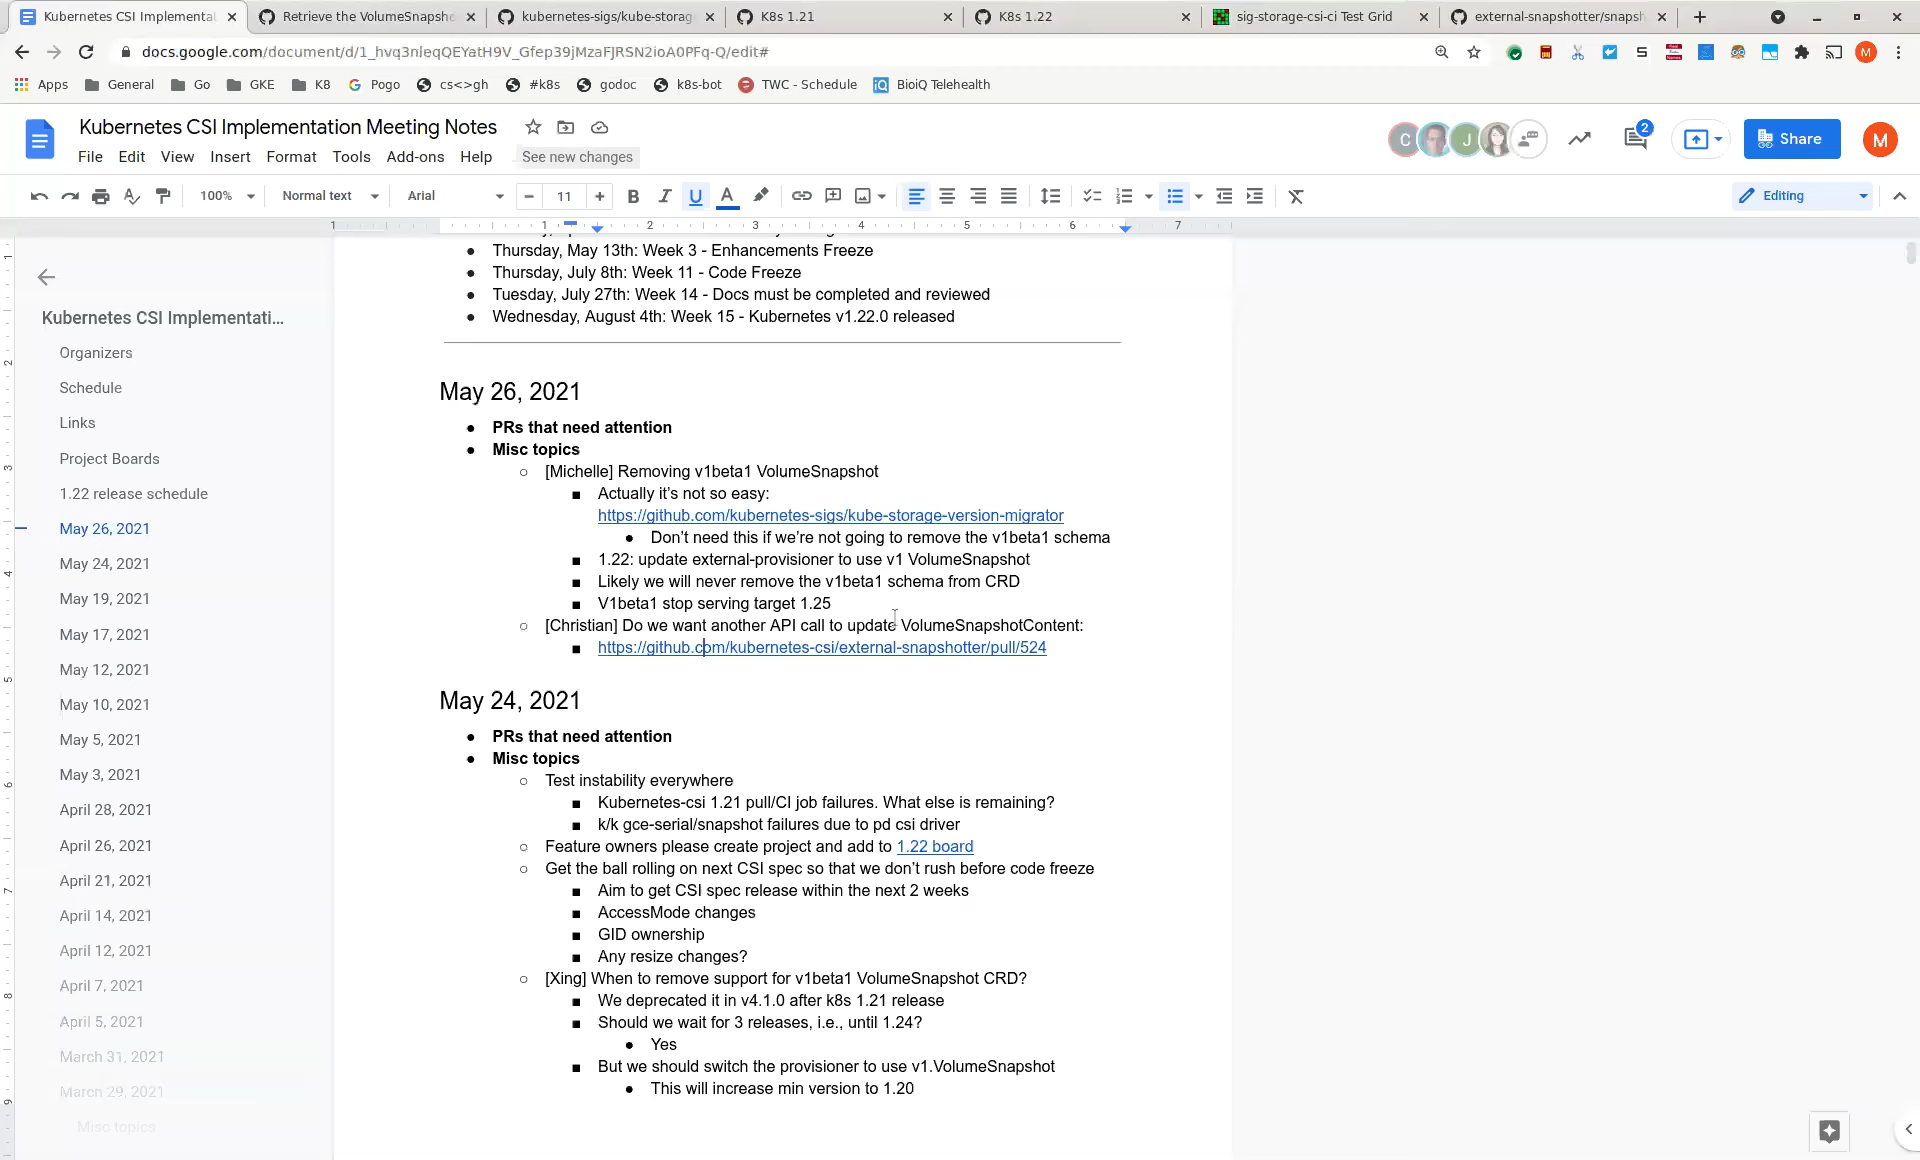 Kubernetes CSI Implementa
Retrieve the VolumeSnapsho
kubernetes-sigs/kube-storag
K8s 1.21
K8s 1.22
sig-storage-csi-ci Test Grid
external-snapshotter/snapsh
docs.google.com/document/d/1_hvq3nJeqQEYatH9V_Gfep39jMzaFJRSN2ioA0PFq-Q/edit#
Apps
General
Go
GKE
K8
Pogo
cs<>gh
#k8s
godoc
k8s-bot
TWC - Schedule
BioiQ Telehealth
Kubernetes CSI Implementation Meeting Notes
File Edit View Insert Format Tools Add-ons Help See new changes
C
J
2
Share
M
100%
Normal text
Arial
11
Editing
1 1 2 3 4 5 6 7
Kubernetes CSI Implementati...
Organizers
Schedule
Links
Project Boards
1.22 release schedule
May 26, 2021
May 24, 2021
May 19, 2021
May 17, 2021
May 12, 2021
May 10, 2021
May 5, 2021
May 3, 2021
April 28, 2021
April 26, 2021
April 21, 2021
April 14, 2021
April 12, 2021
April 7, 2021
April 5, 2021
March 31, 2021
March 29, 2021
Misc topics
● Thursday, May 13th: Week 3 - Enhancements Freeze
● Thursday, July 8th: Week 11 - Code Freeze
● Tuesday, July 27th: Week 14 - Docs must be completed and reviewed
● Wednesday, August 4th: Week 15 - Kubernetes v1.22.0 released
May 26, 2021
● PRs that need attention
● Misc topics
○ [Michelle] Removing v1beta1 VolumeSnapshot
■ Actually it's not so easy:
https://github.com/kubernetes-sigs/kube-storage-version-migrator
● Don't need this if we're not going to remove the v1beta1 schema
■ 1.22: update external-provisioner to use v1 VolumeSnapshot
■ Likely we will never remove the v1beta1 schema from CRD
■ V1beta1 stop serving target 1.25
○ [Christian] Do we want another API call to update VolumeSnapshotContent:
■ https://github.com/kubernetes-csi/external-snapshotter/pull/524
May 24, 2021
● PRs that need attention
● Misc topics
○ Test instability everywhere
■ Kubernetes-csi 1.21 pull/CI job failures. What else is remaining?
■ k/k gce-serial/snapshot failures due to pd csi driver
○ Feature owners please create project and add to 1.22 board
○ Get the ball rolling on next CSI spec so that we don't rush before code freeze
■ Aim to get CSI spec release within the next 2 weeks
■ AccessMode changes
■ GID ownership
■ Any resize changes?
○ [Xing] When to remove support for v1beta1 VolumeSnapshot CRD?
■ We deprecated it in v4.1.0 after k8s 1.21 release
■ Should we wait for 3 releases, i.e., until 1.24?
● Yes
■ But we should switch the provisioner to use v1.VolumeSnapshot
● This will increase min version to 1.20